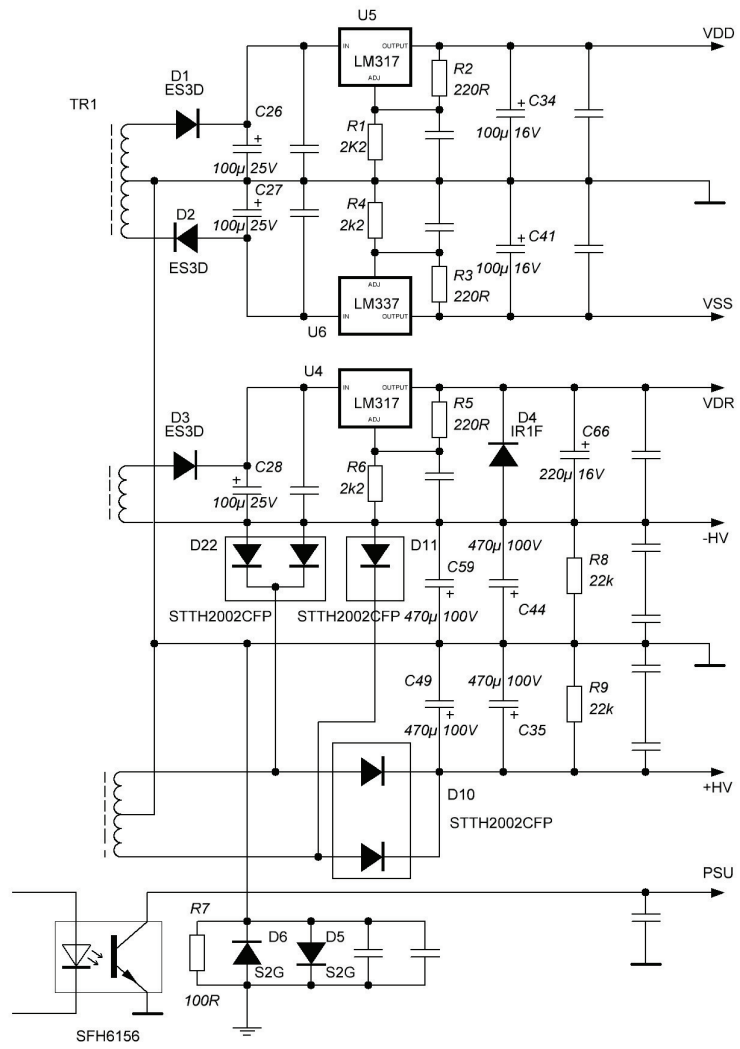 U5
VDD
IN
OUTPUT
LM317
ADJ
D1
ES3D
R2
220R
TR1
C26
+
100µ 25V
R1
2K2
+
C34
100µ 16V
C27
+
100µ 25V
R4
2k2
D2
ES3D
+
C41
100µ 16V
R3
220R
ADJ
LM337
IN
OUTPUT
U6
VSS
U4
IN
OUTPUT
LM317
ADJ
VDR
D3
ES3D
R5
220R
D4
IR1F
C66
+
220µ 16V
C28
+
100µ 25V
R6
2k2
-HV
D22
D11
470µ 100V
C59
R8
22k
STTH2002CFP
STTH2002CFP
+
470µ 100V
+
C44
C49
470µ 100V
R9
22k
+
470µ 100V
+
C35
D10
+HV
STTH2002CFP
PSU
R7
D6
D5
S2G
S2G
100R
SFH6156